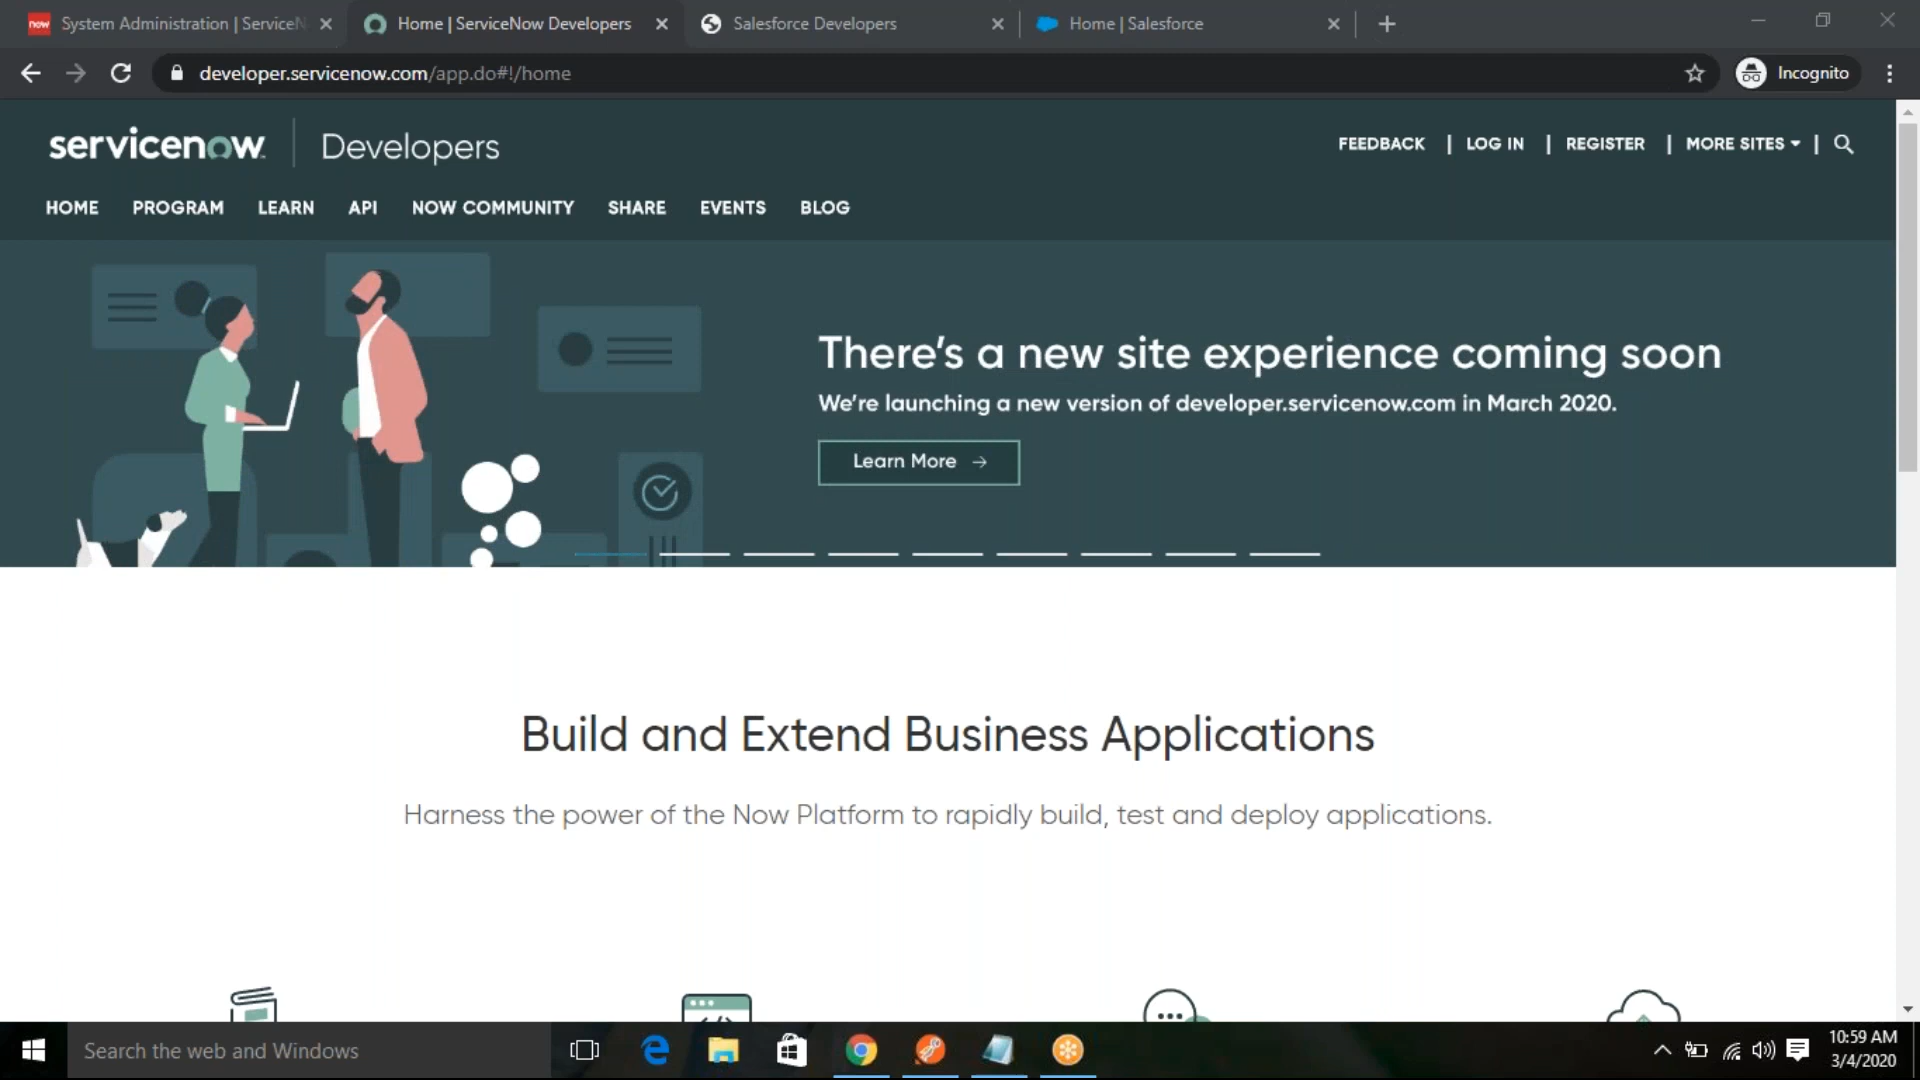 now System Administration | ServiceN
Home | ServiceNow Developers
Salesforce Developers
Home | Salesforce
developer.servicenow.com/app.do#!/home
Incognito
servicenow Developers
FEEDBACK | LOG IN | REGISTER | MORE SITES |
HOME PROGRAM LEARN API NOW COMMUNITY SHARE EVENTS BLOG
There's a new site experience coming soon
We're launching a new version of developer.servicenow.com in March 2020.
Learn More →
Build and Extend Business Applications
Harness the power of the Now Platform to rapidly build, test and deploy applications.
Search the web and Windows
10:59 AM
3/4/2020